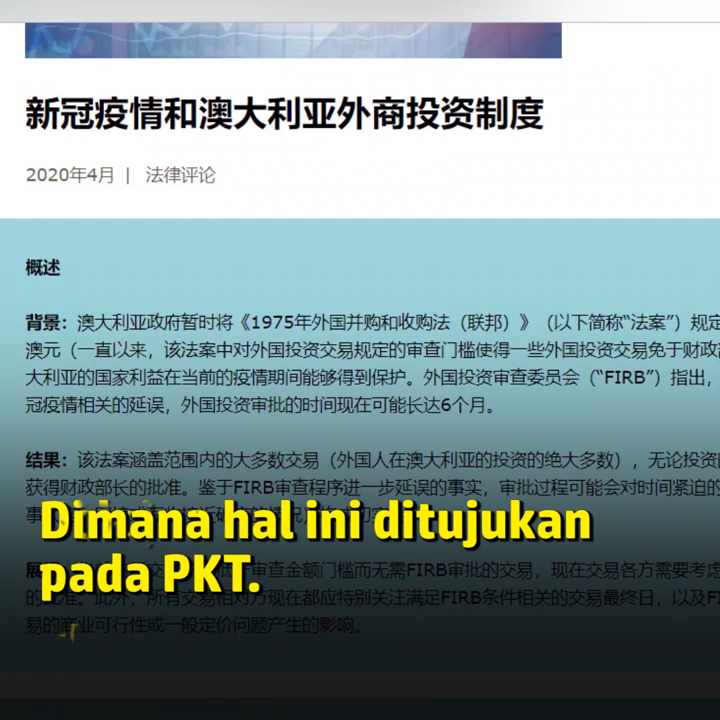 新冠疫情和澳大利亚外商投资制度
2020年4月 | 法律评论
概述
背景：澳大利亚政府暂时将《1975年外国并购和收购法（联邦）》（以下简称“法案”）规定
澳元（一直以来，该法案中对外国投资交易规定的审查门槛使得一些外国投资交易免于财政部
大利亚的国家利益在当前的疫情期间能够得到保护。外国投资审查委员会（“FIRB”）指出，
冠疫情相关的延误，外国投资审批的时间现在可能长达6个月。
结果：该法案涵盖范围内的大多数交易（外国人在澳大利亚的投资的绝大多数），无论投资
获得财政部长的批准。鉴于FIRB审查程序进一步延误的事实，审批过程可能会对时间紧迫的
Dimana hal ini ditujukan
pada PKT.
审查金额门槛而无需FIRB审批的交易，现在交易各方需要考虑
的批准。此外，所有交易相对方现在都应特别关注满足FIRB条件相关的交易最终日，以及FI
易的商业可行性或一般定价问题产生的影响。